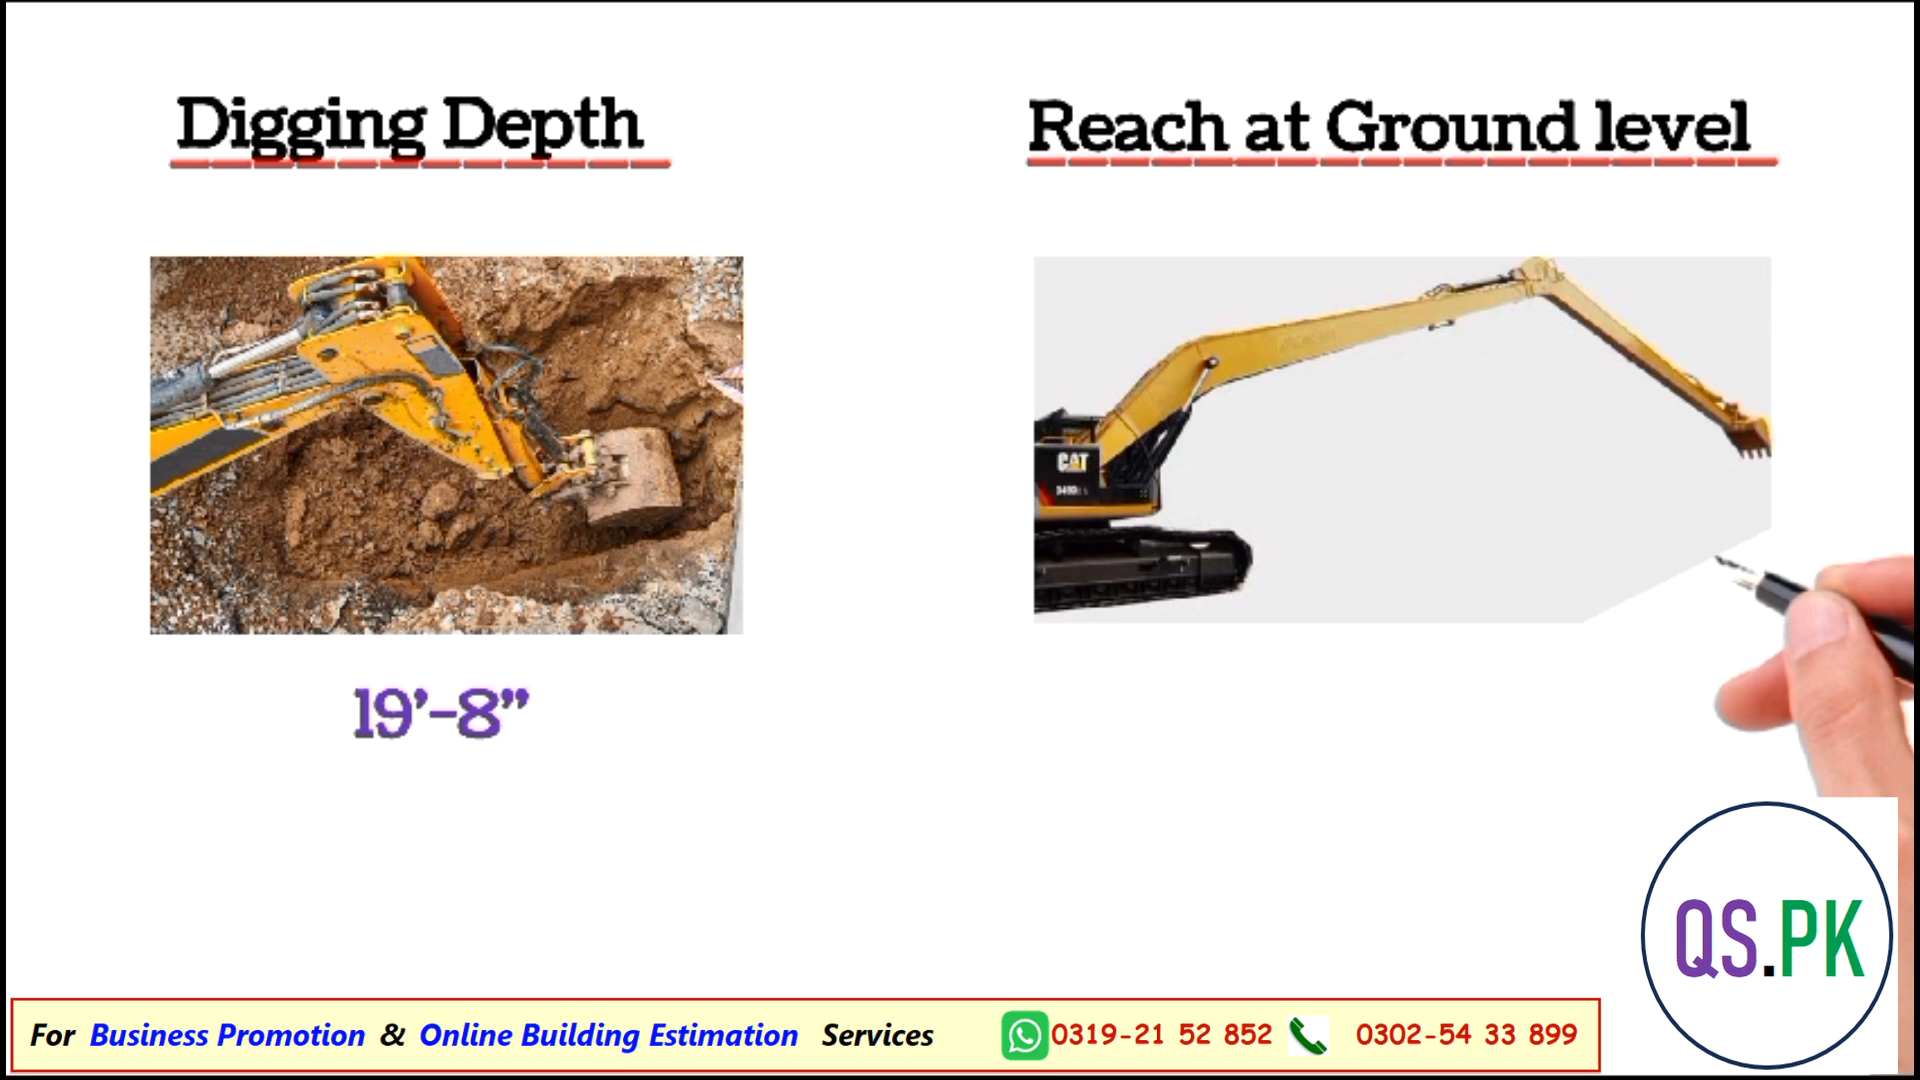 Digging Depth
Reach at Ground level
CAT
19’-8”
QS.PK
For Business Promotion & Online Building Estimation Services 0319-21 52 852 0302-54 33 899